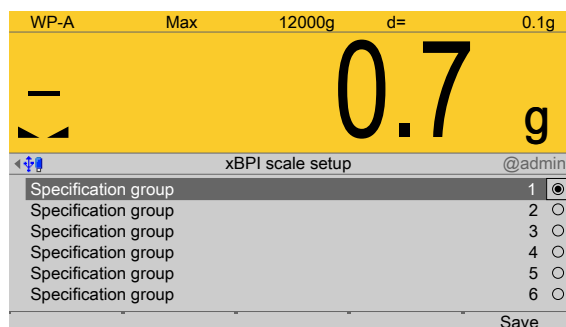 WP-A Max 12000g d= 0.1g
– 0.7 g
xBPI scale setup @admin
Specification group 1
Specification group 2
Specification group 3
Specification group 4
Specification group 5
Specification group 6
Save